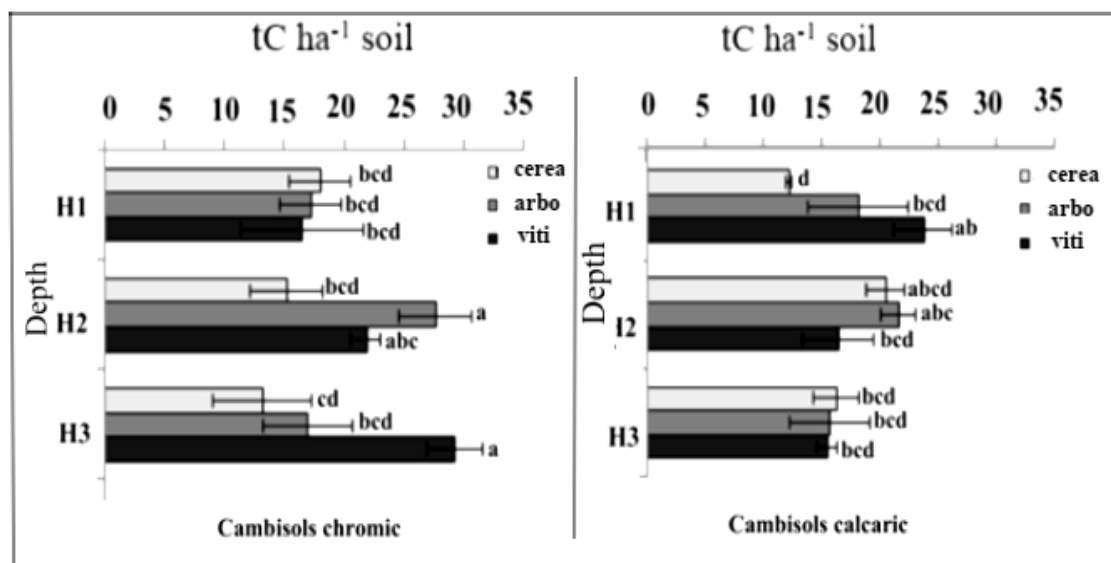 tC ha⁻¹ soil
0 5 10 15 20 25 30 35
cerea
arbo
viti
Depth
H1
bcd
bcd
bcd
H2
bcd
a
abc
H3
cd
bcd
a
Cambisols chromic
tC ha⁻¹ soil
0 5 10 15 20 25 30 35
cerea
arbo
viti
Depth
H1
d
bcd
ab
I2
abcd
abc
bcd
H3
bcd
bcd
bcd
Cambisols calcaric